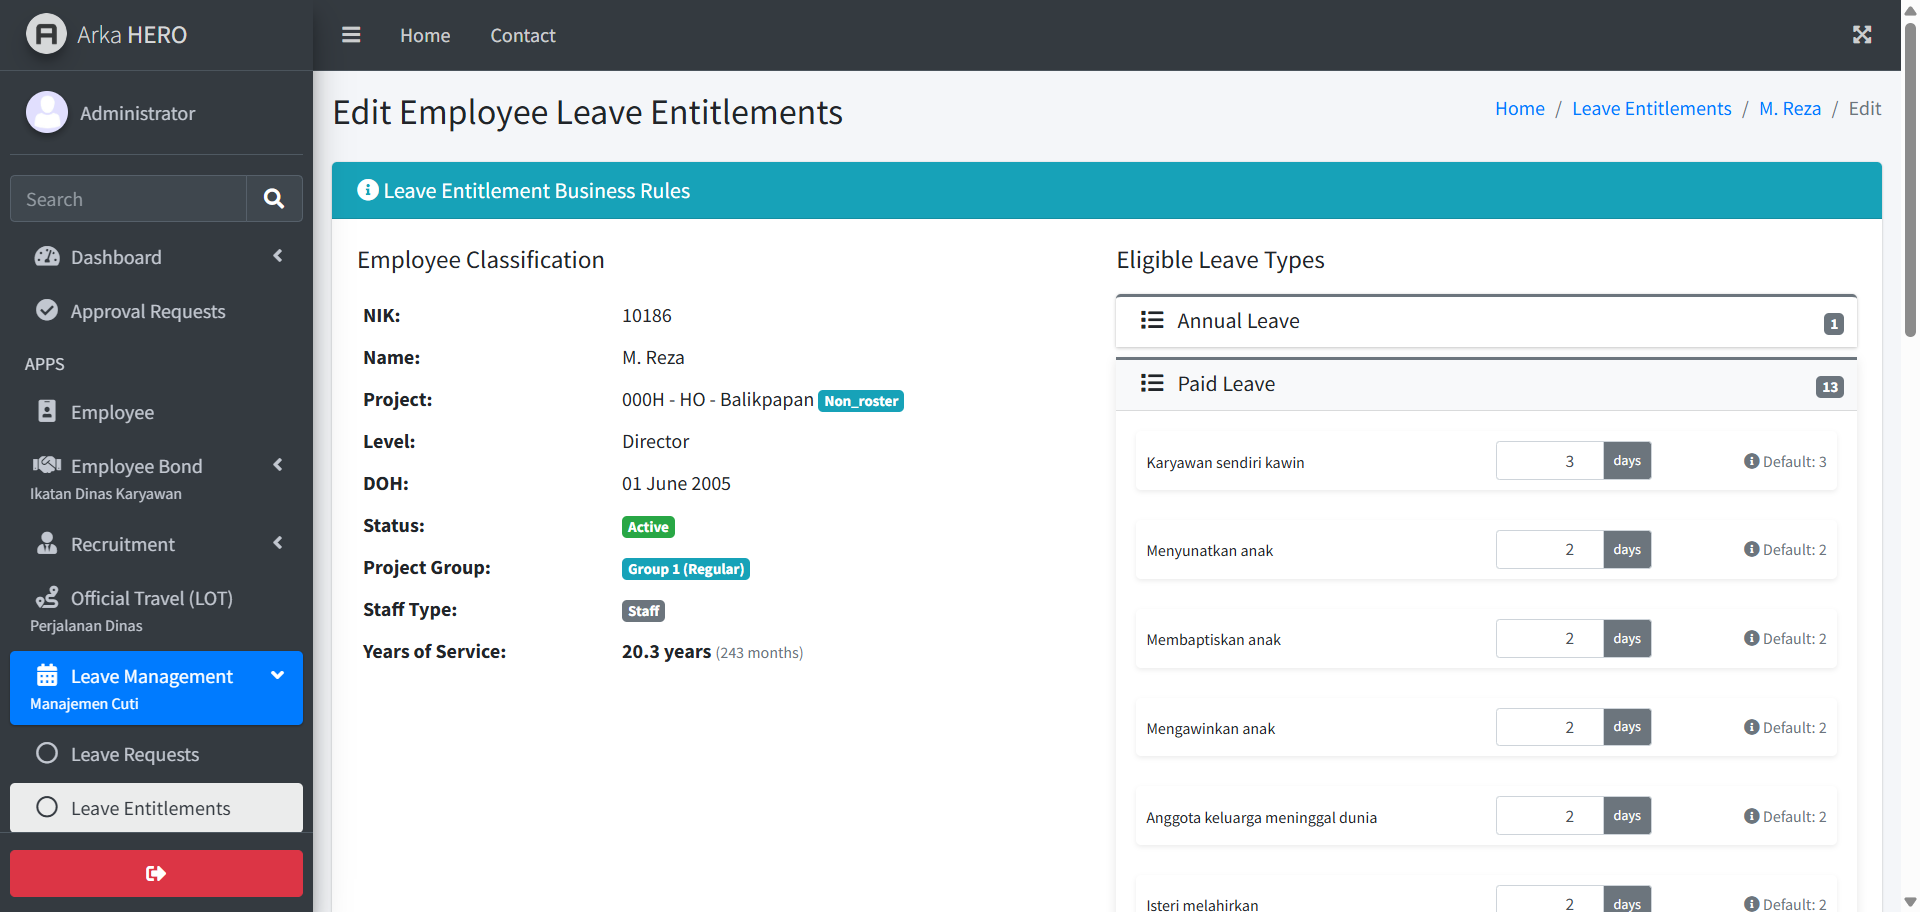 Arka HERO
Home
Contact
Administrator
Search
Dashboard
Approval Requests
APPS
Employee
Employee Bond
Ikatan Dinas Karyawan
Recruitment
Official Travel (LOT)
Perjalanan Dinas
Leave Management
Manajemen Cuti
Leave Requests
Leave Entitlements
Edit Employee Leave Entitlements
Home / Leave Entitlements / M. Reza / Edit
Leave Entitlement Business Rules
Employee Classification
NIK: 10186
Name: M. Reza
Project: 000H - HO - Balikpapan Non_roster
Level: Director
DOH: 01 June 2005
Status: Active
Project Group: Group 1 (Regular)
Staff Type: Staff
Years of Service: 20.3 years (243 months)
Eligible Leave Types
Annual Leave 1
Paid Leave 13
Karyawan sendiri kawin 3 days Default: 3
Menyunatkan anak 2 days Default: 2
Membaptiskan anak 2 days Default: 2
Mengawinkan anak 2 days Default: 2
Anggota keluarga meninggal dunia 2 days Default: 2
Isteri melahirkan 2 days Default: 2